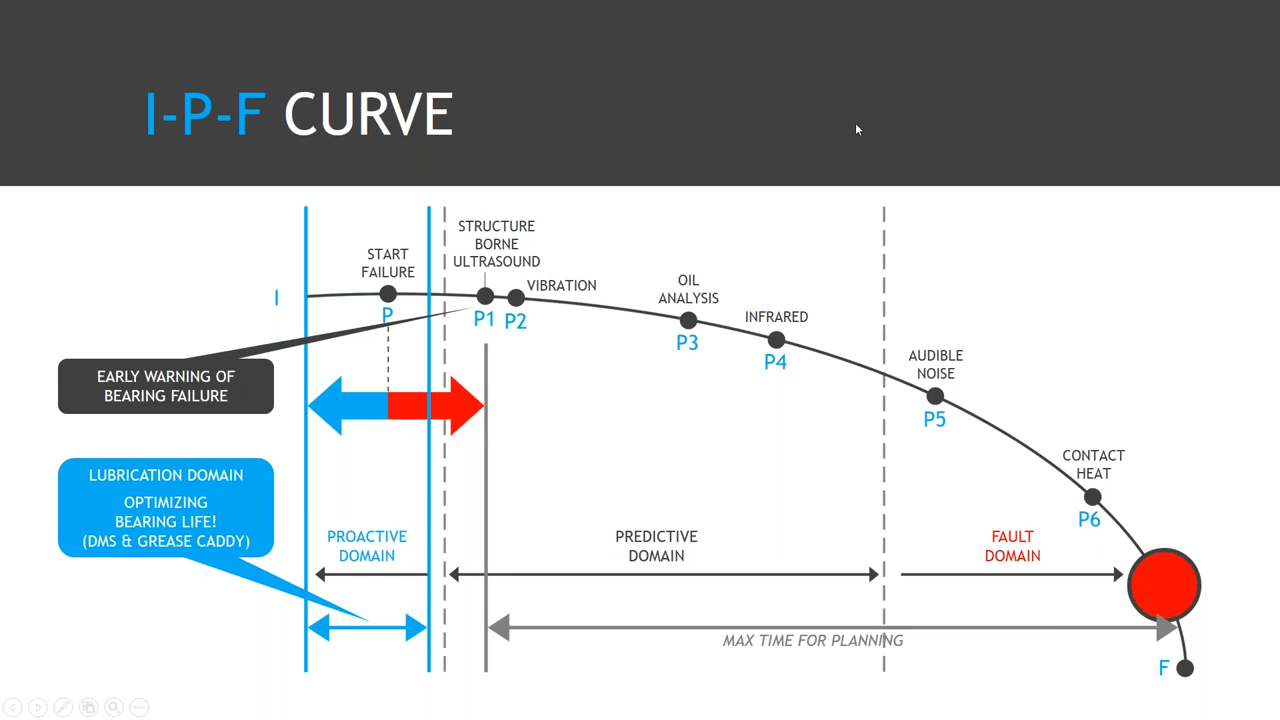 I-P-F CURVE
STRUCTURE
BORNE
ULTRASOUND
START
FAILURE
VIBRATION
OIL
ANALYSIS
INFRARED
AUDIBLE
NOISE
CONTACT
HEAT
I
P
P1
P2
P3
P4
P5
P6
EARLY WARNING OF
BEARING FAILURE
LUBRICATION DOMAIN
OPTIMIZING
BEARING LIFE!
(DMS & GREASE CADDY)
PROACTIVE
DOMAIN
PREDICTIVE
DOMAIN
FAULT
DOMAIN
MAX TIME FOR PLANNING
F